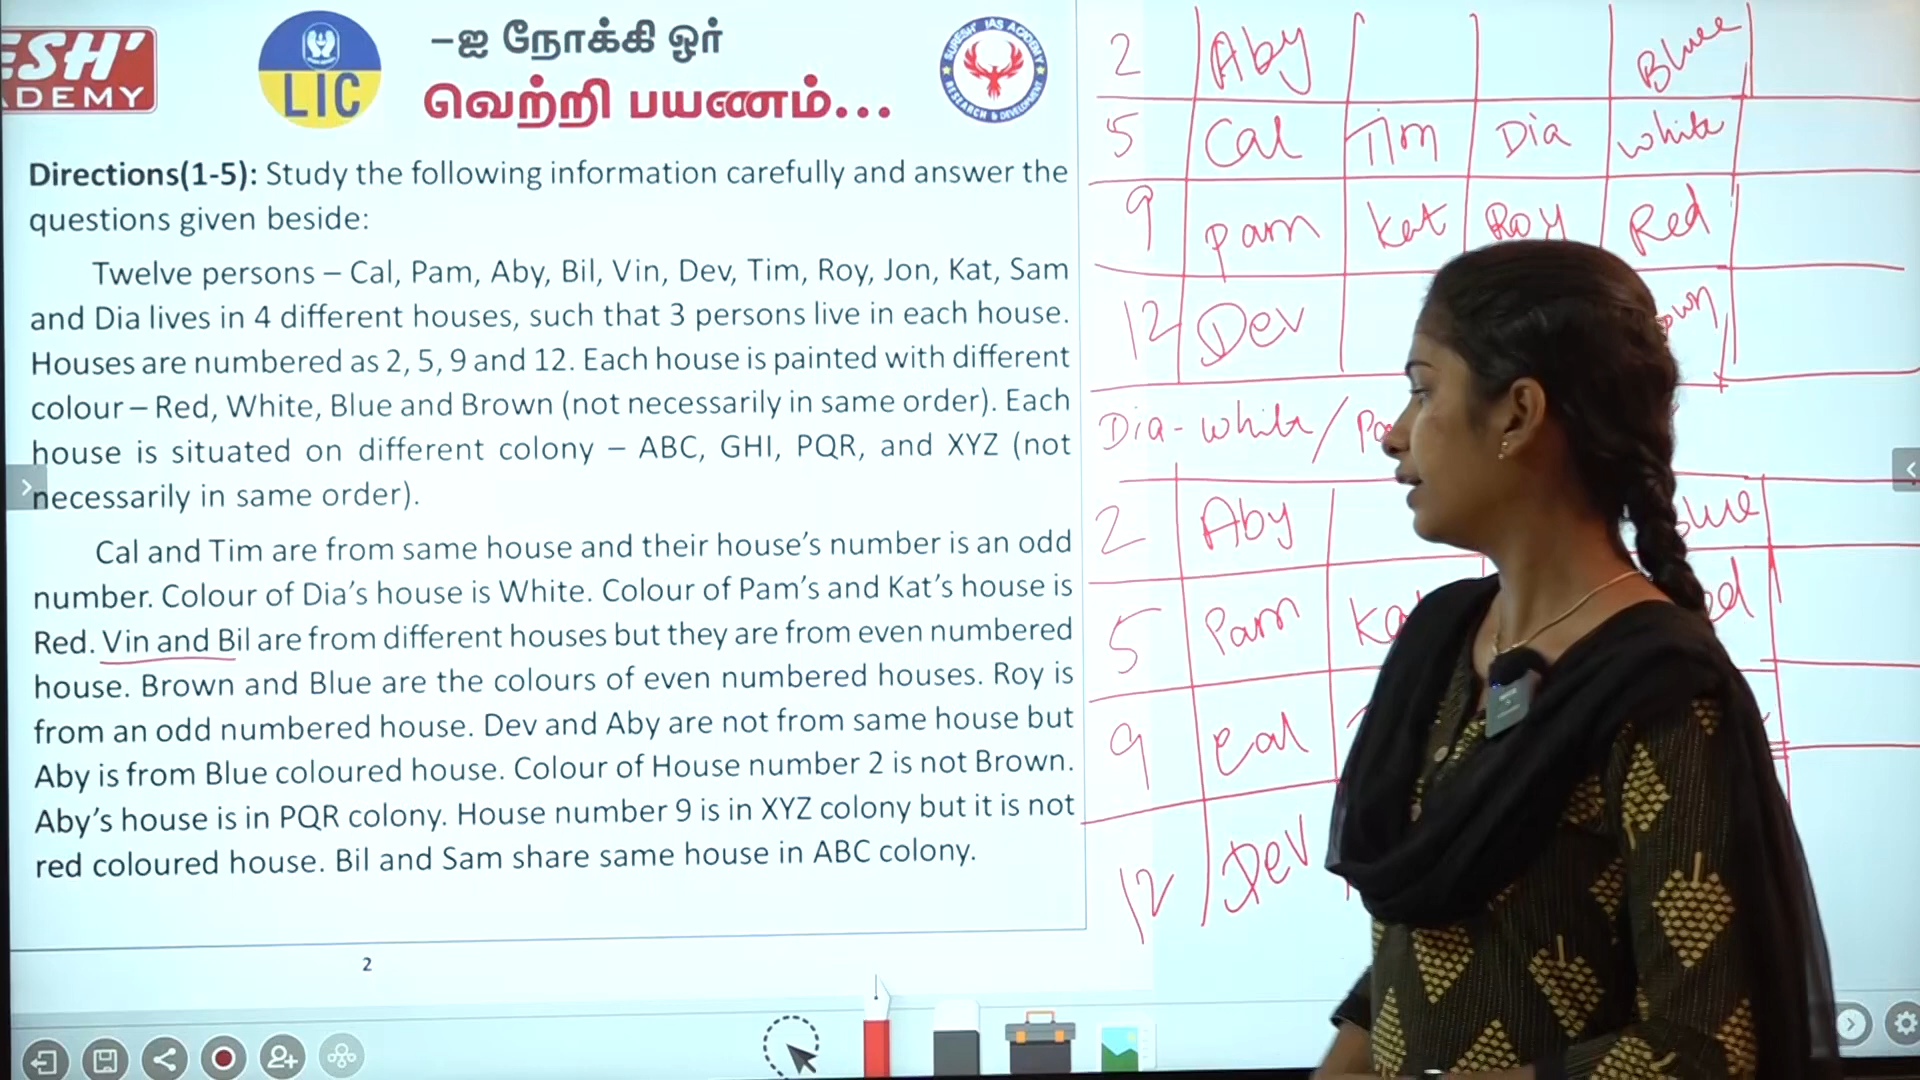 ESH'
ADEMY
LIC
–ஐ நோக்கி ஓர்
வெற்றி பயணம்...
SURESH' IAS ACADEMY
RESEARCH & DEVELOPMENT
Directions(1-5): Study the following information carefully and answer the
questions given beside:
Twelve persons – Cal, Pam, Aby, Bil, Vin, Dev, Tim, Roy, Jon, Kat, Sam
and Dia lives in 4 different houses, such that 3 persons live in each house.
Houses are numbered as 2, 5, 9 and 12. Each house is painted with different
colour – Red, White, Blue and Brown (not necessarily in same order). Each
house is situated on different colony – ABC, GHI, PQR, and XYZ (not
necessarily in same order).
Cal and Tim are from same house and their house's number is an odd
number. Colour of Dia's house is White. Colour of Pam's and Kat's house is
Red. Vin and Bil are from different houses but they are from even numbered
house. Brown and Blue are the colours of even numbered houses. Roy is
from an odd numbered house. Dev and Aby are not from same house but
Aby is from Blue coloured house. Colour of House number 2 is not Brown.
Aby's house is in PQR colony. House number 9 is in XYZ colony but it is not
red coloured house. Bil and Sam share same house in ABC colony.
2
2 Aby Blue
5 Cal Tim Dia White
9 Pam Kat Roy Red
12 Dev own
Dia - white /
2 Aby lue
5 Pam Ka ed
9 Cal
12 Dev